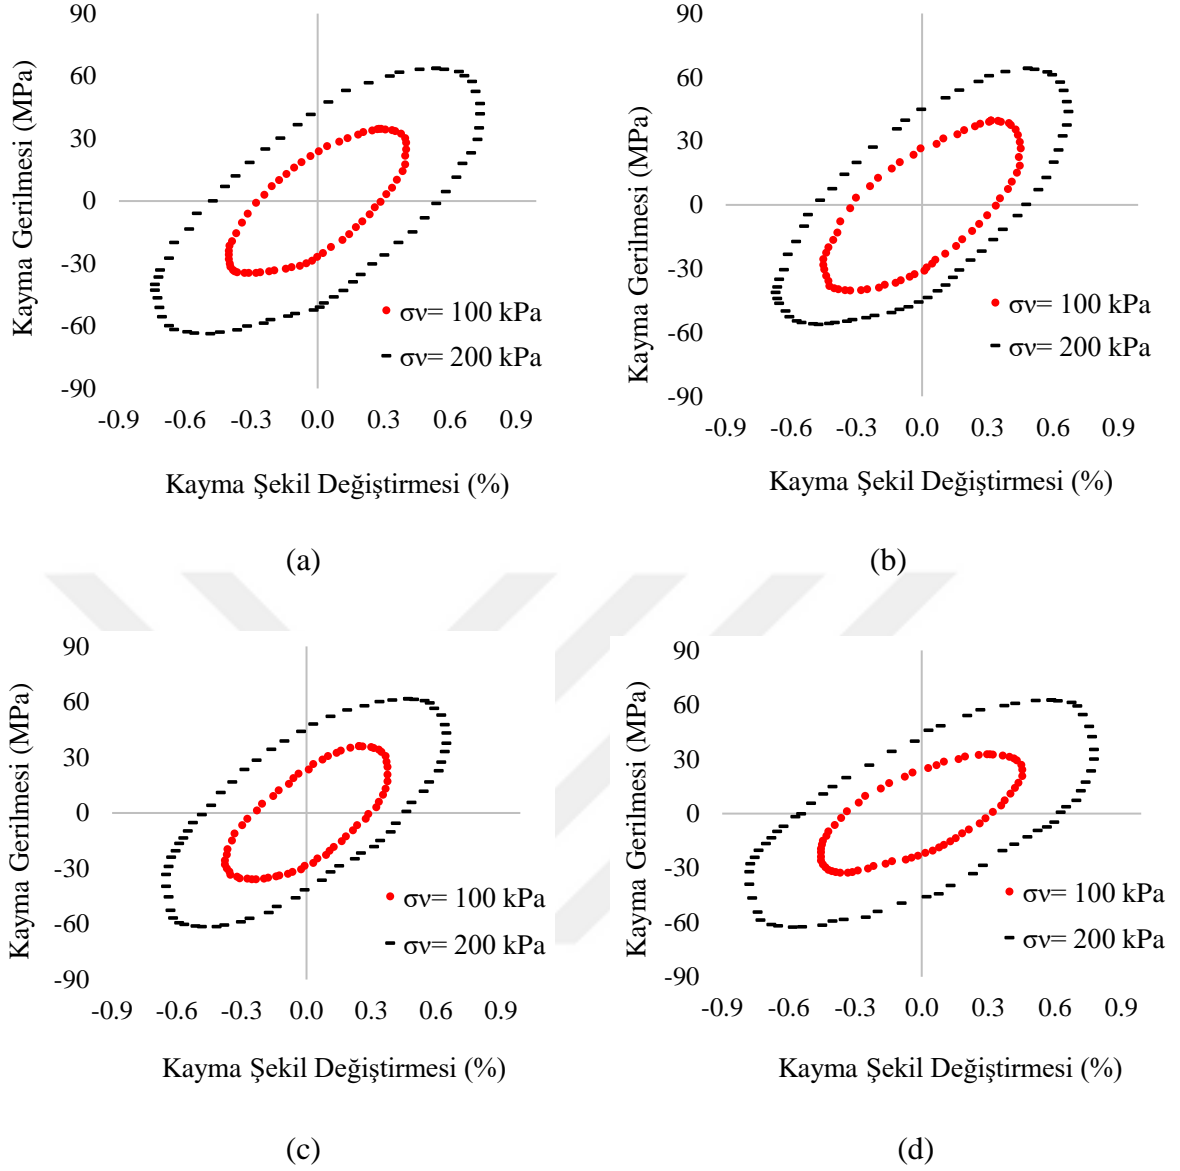 90
60
30
0
-30
-60
-90
Kayma Gerilmesi (MPa)
σv= 100 kPa
σv= 200 kPa
-0.9 -0.6 -0.3 0.0 0.3 0.6 0.9
Kayma Şekil Değiştirmesi (%)
(a)
90
60
30
0
-30
-60
-90
Kayma Gerilmesi (MPa)
σv= 100 kPa
σv= 200 kPa
-0.9 -0.6 -0.3 0.0 0.3 0.6 0.9
Kayma Şekil Değiştirmesi (%)
(b)
90
60
30
0
-30
-60
-90
Kayma Gerilmesi (MPa)
σv= 100 kPa
σv= 200 kPa
-0.9 -0.6 -0.3 0.0 0.3 0.6 0.9
Kayma Şekil Değiştirmesi (%)
(c)
90
60
30
0
-30
-60
-90
Kayma Gerilmesi (MPa)
σv= 100 kPa
σv= 200 kPa
-0.9 -0.6 -0.3 0.0 0.3 0.6 0.9
Kayma Şekil Değiştirmesi (%)
(d)